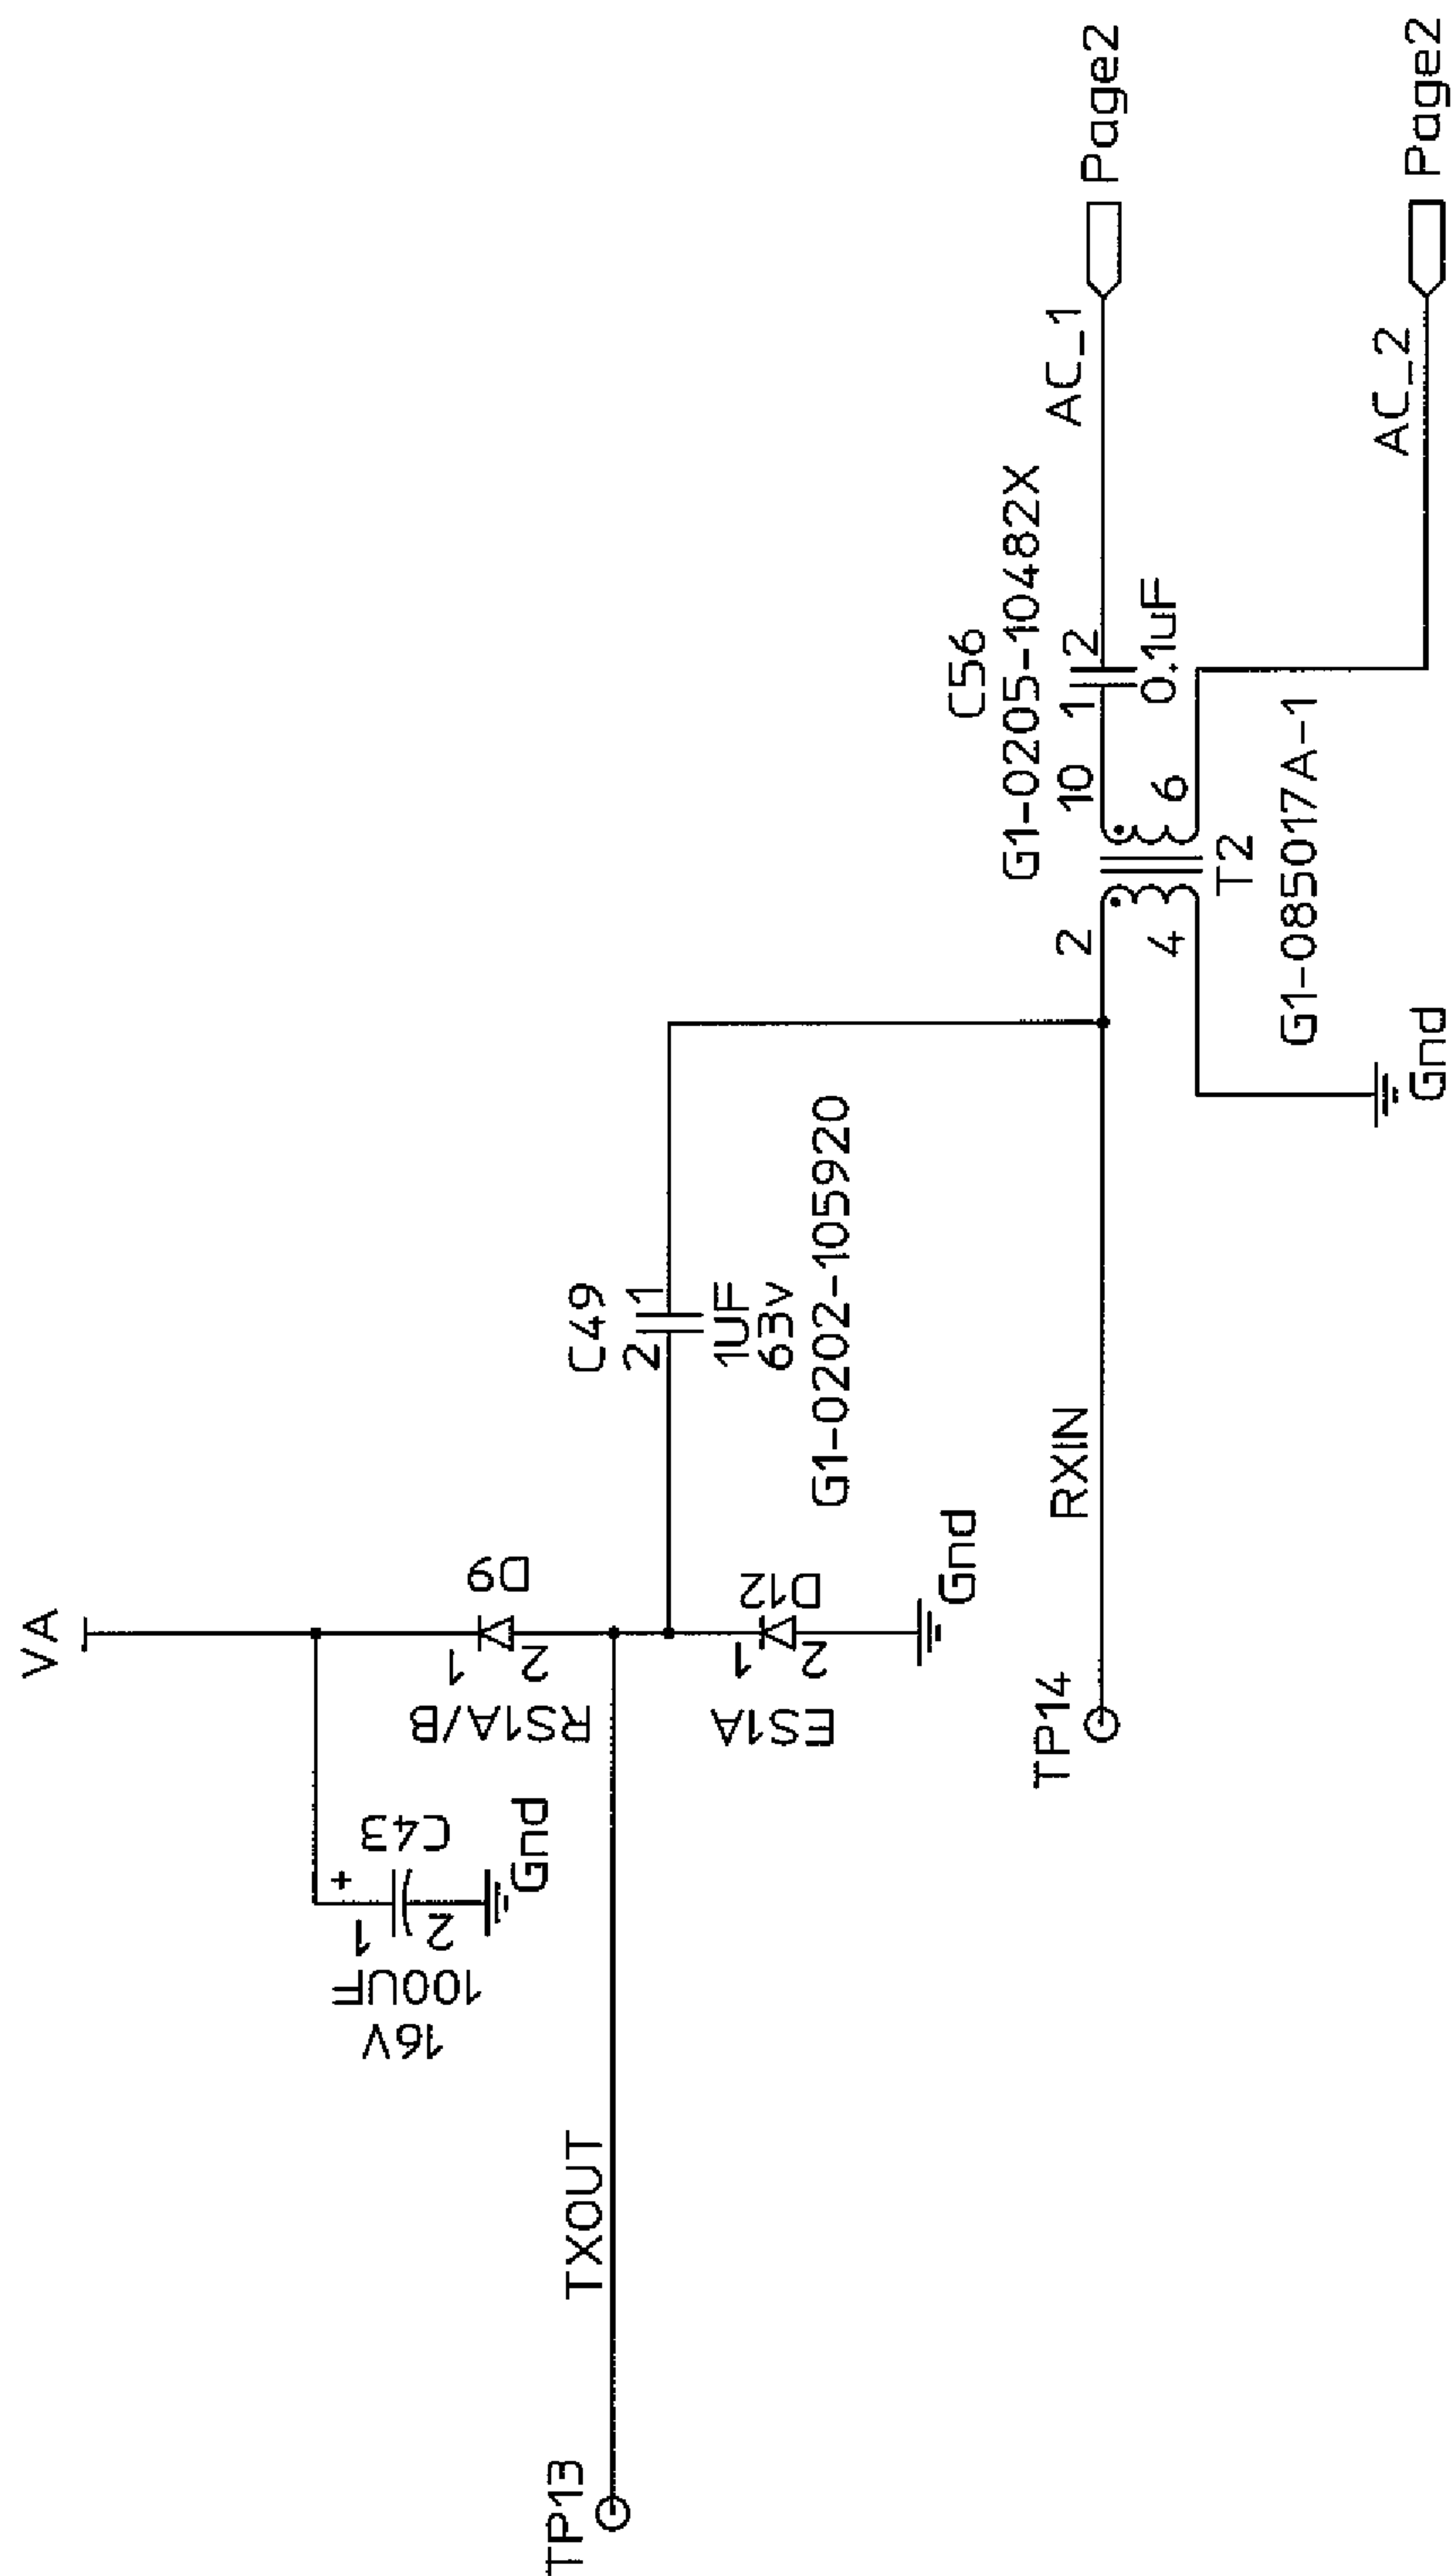 VA
D9
1
2
RS1A/B
C43
+
1
2
100UF
16V
Gnd
TXOUT
TP13
D12
1
2
ES1A
Gnd
C49
2
1
1UF
63v
G1-0202-105920
RXIN
TP14
C56
G1-0205-10482X
1
2
0.1uF
10
6
2
4
T2
G1-085017A-1
Gnd
AC_1
Page2
AC_2
Page2